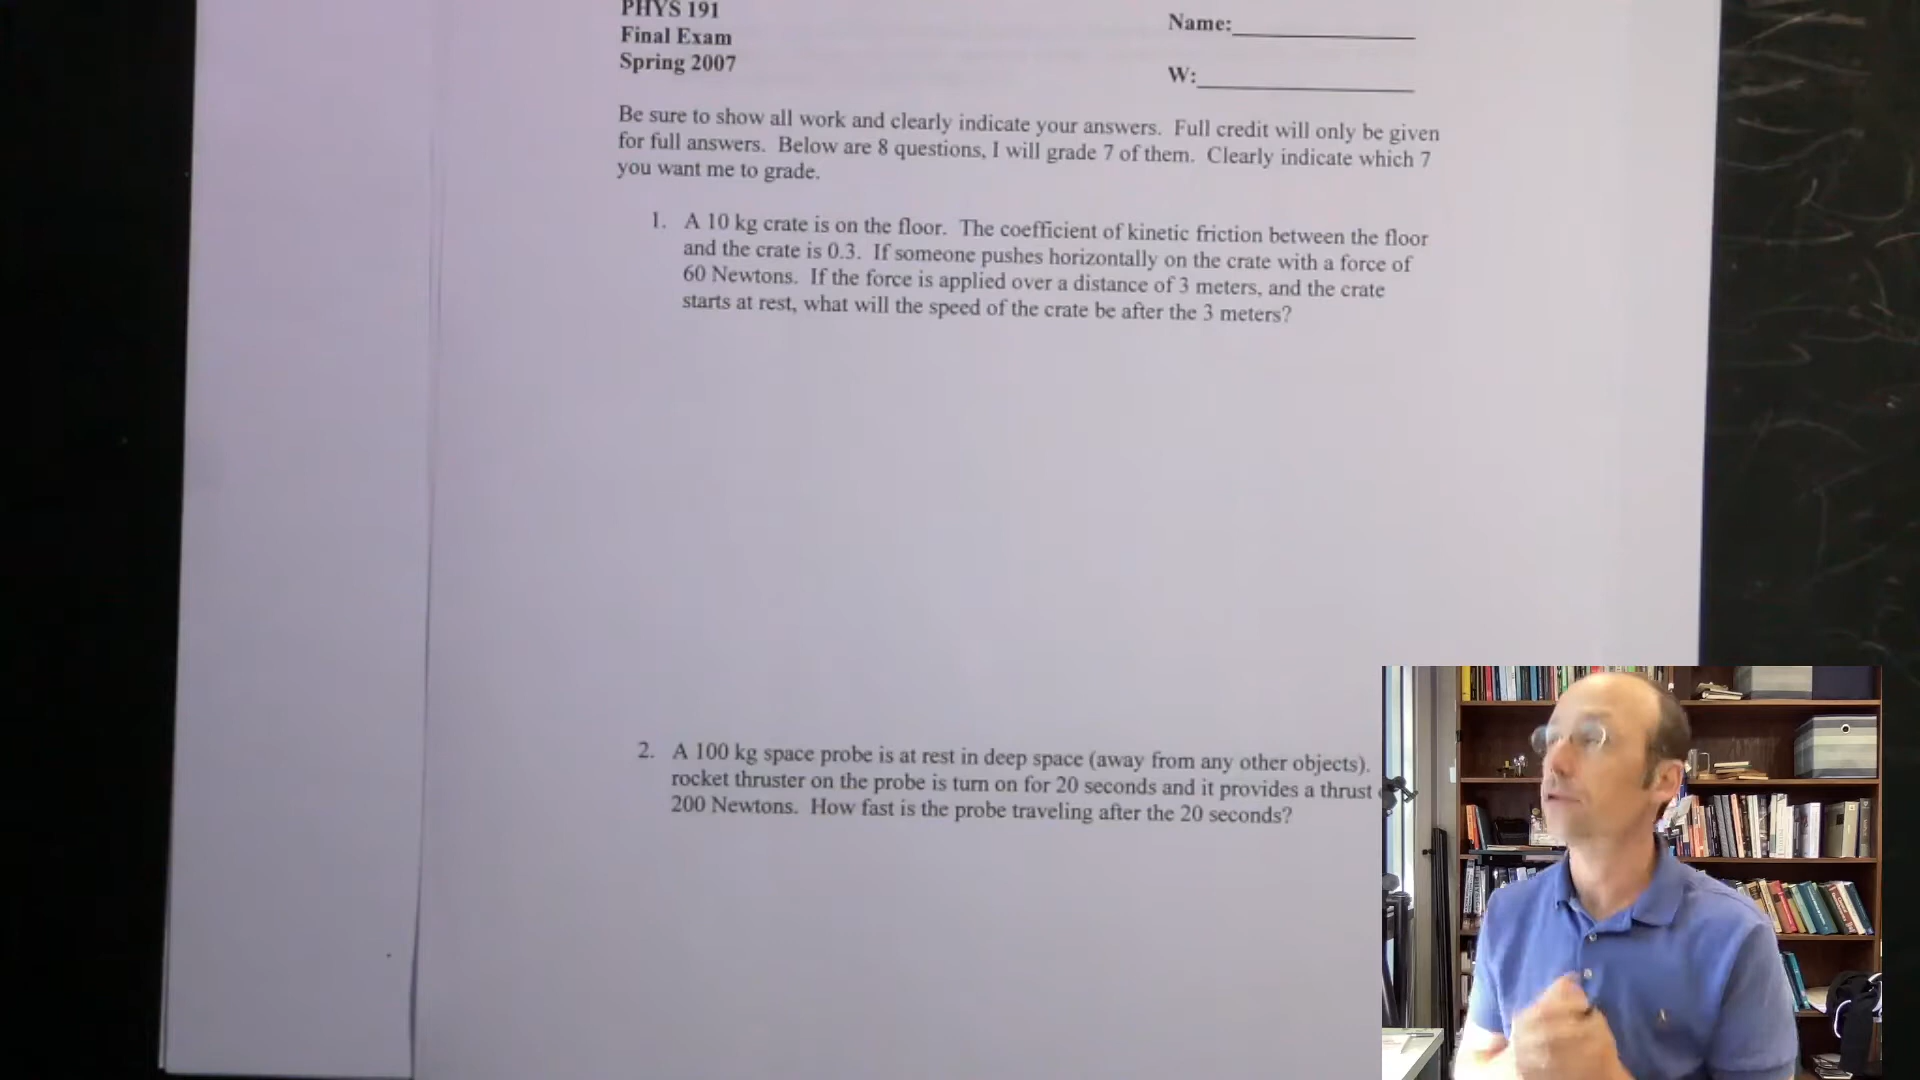 PHYS 191
Final Exam
Spring 2007
Name:
W:
Be sure to show all work and clearly indicate your answers. Full credit will only be given
for full answers. Below are 8 questions, I will grade 7 of them. Clearly indicate which 7
you want me to grade.
1. A 10 kg crate is on the floor. The coefficient of kinetic friction between the floor
and the crate is 0.3. If someone pushes horizontally on the crate with a force of
60 Newtons. If the force is applied over a distance of 3 meters, and the crate
starts at rest, what will the speed of the crate be after the 3 meters?
2. A 100 kg space probe is at rest in deep space (away from any other objects).
rocket thruster on the probe is turn on for 20 seconds and it provides a thrust
200 Newtons. How fast is the probe traveling after the 20 seconds?